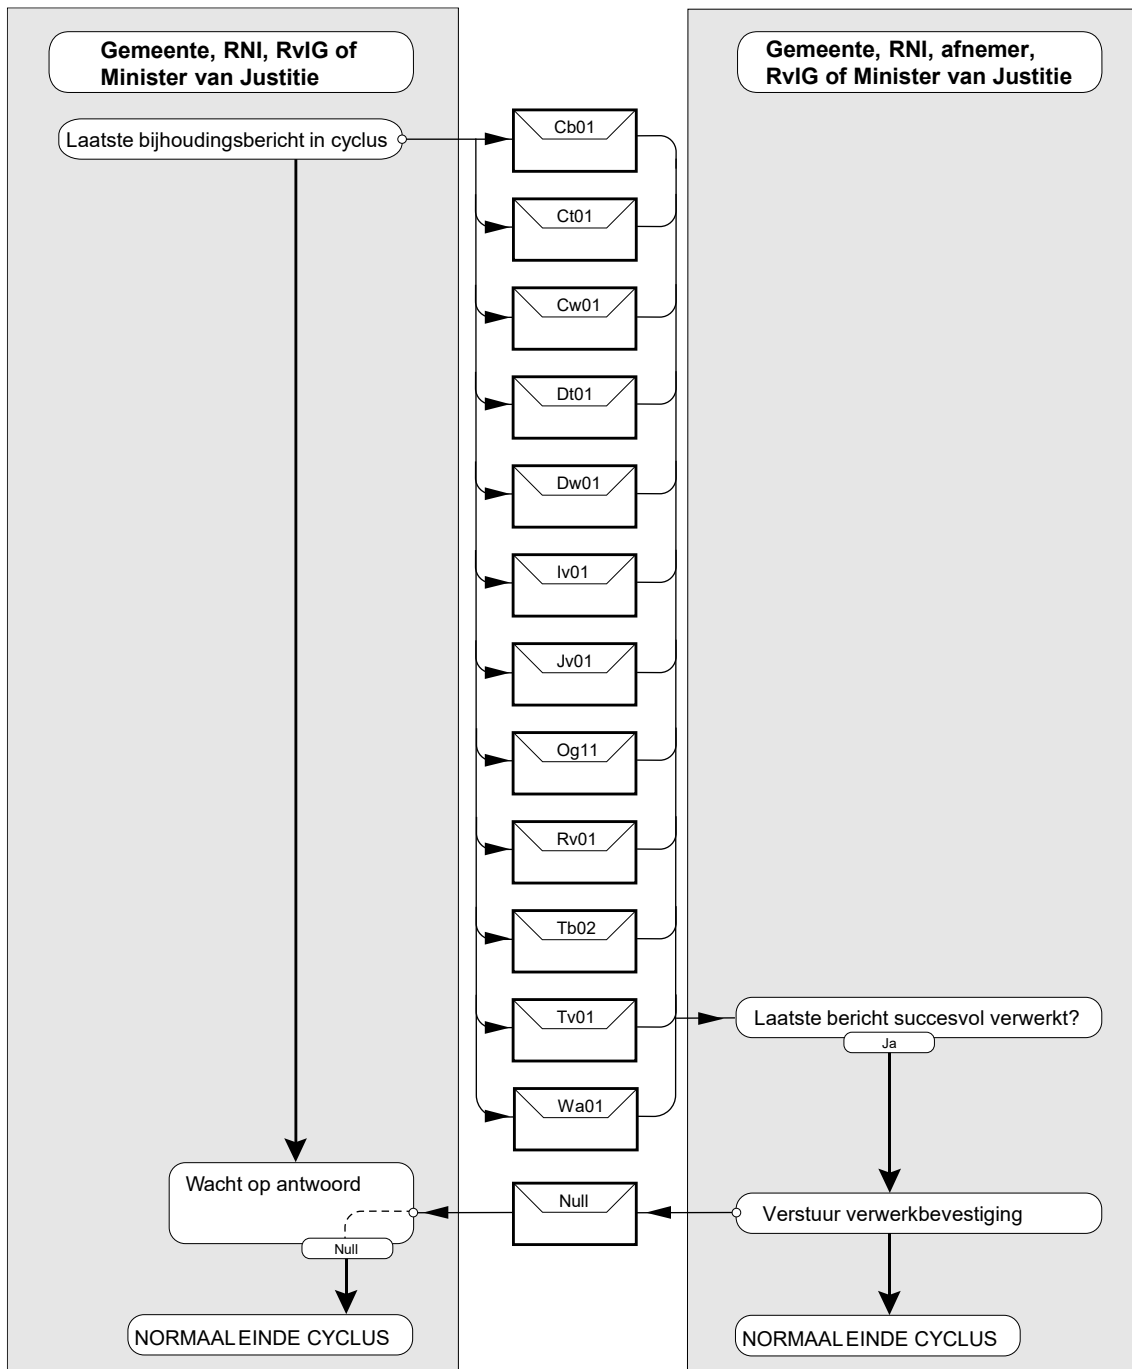 Gemeente, RNI, RvIG of
Minister van Justitie
Gemeente, RNI, afnemer,
RvIG of Minister van Justitie
Laatste bijhoudingsbericht in cyclus
Cb01
Ct01
Cw01
Dt01
Dw01
Iv01
Jv01
Og11
Rv01
Tb02
Tv01
Laatste bericht succesvol verwerkt?
Ja
Wa01
Wacht op antwoord
Null
Null
Verstuur verwerkbevestiging
NORMAAL EINDE CYCLUS
NORMAAL EINDE CYCLUS